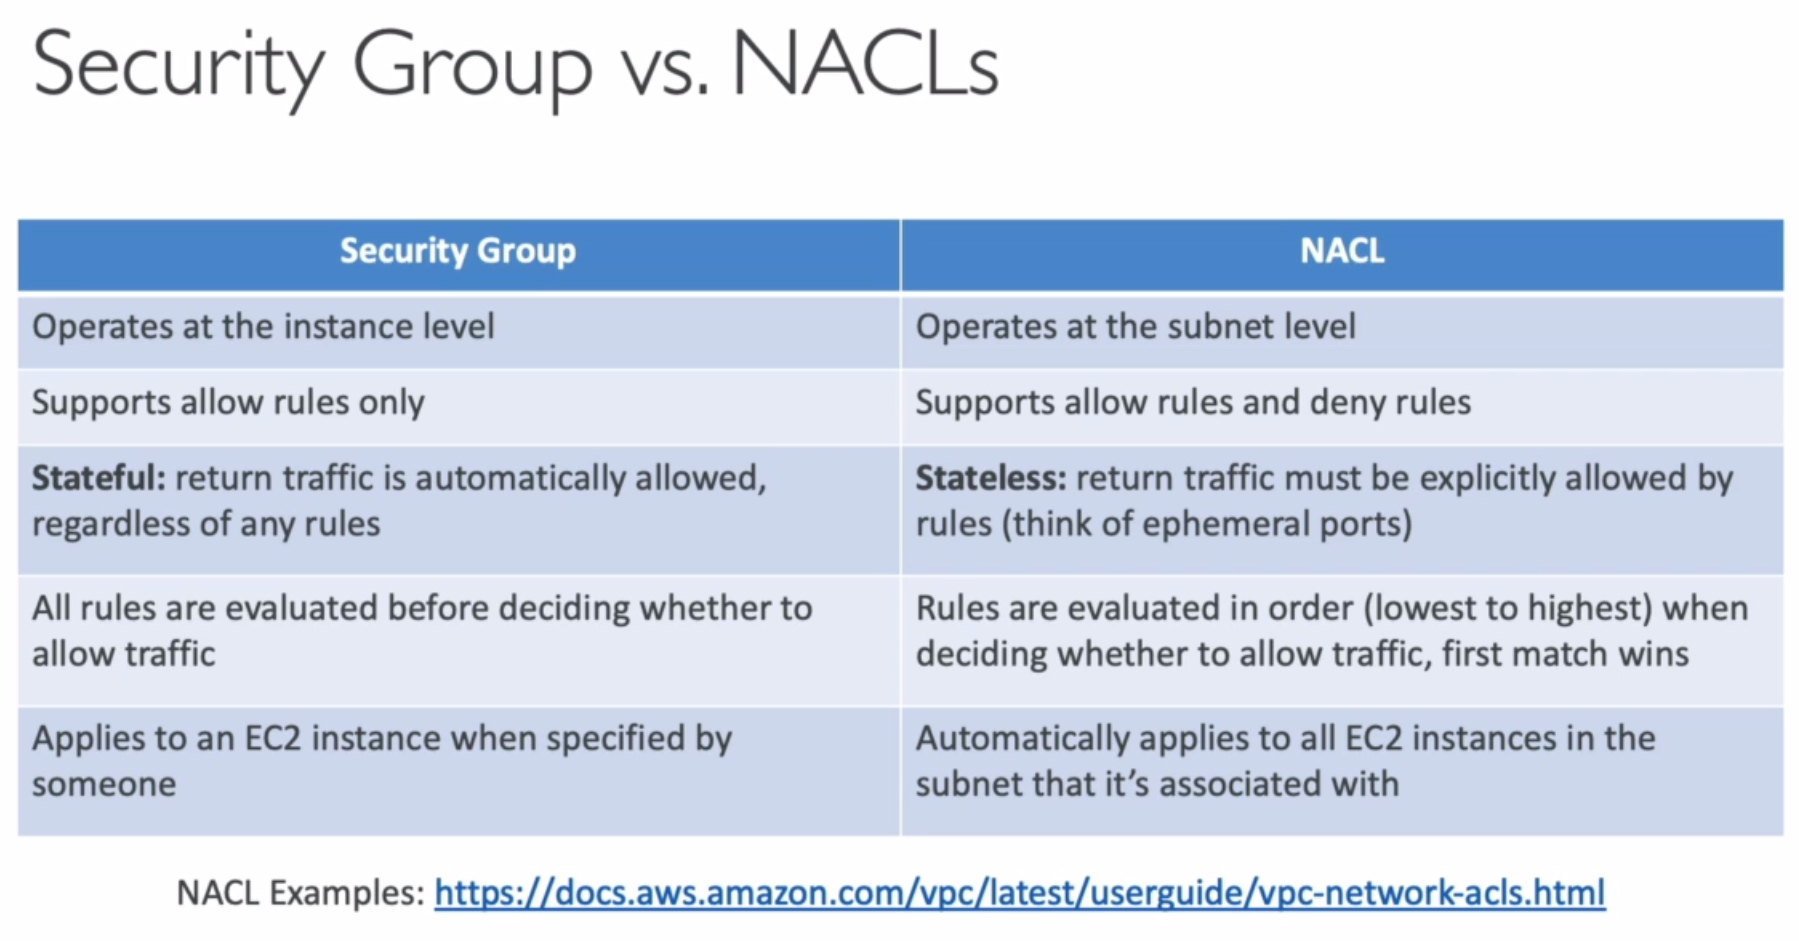 Security Group vs. NACLs
Security Group
NACL
Operates at the instance level
Operates at the subnet level
Supports allow rules only
Supports allow rules and deny rules
Stateful: return traffic is automatically allowed,
regardless of any rules
Stateless: return traffic must be explicitly allowed by
rules (think of ephemeral ports)
All rules are evaluated before deciding whether to
allow traffic
Rules are evaluated in order (lowest to highest) when
deciding whether to allow traffic, first match wins
Applies to an EC2 instance when specified by
someone
Automatically applies to all EC2 instances in the
subnet that it’s associated with
NACL Examples: https://docs.aws.amazon.com/vpc/latest/userguide/vpc-network-acls.html